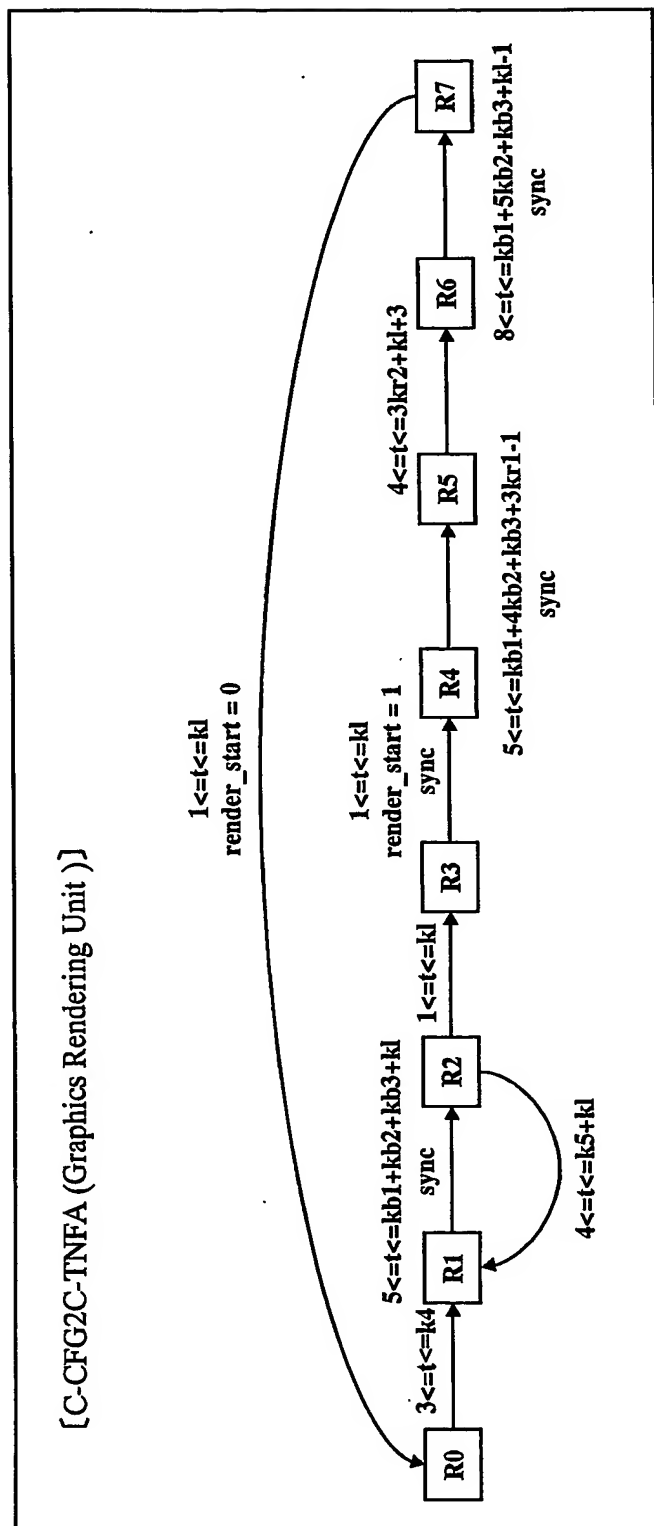 [C-CFG2C-TNFA (Graphics Rendering Unit )]
1<=t<=kl
render_start = 0
R0
3<=t<=k4
R1
5<=t<=kb1+kb2+kb3+kl
sync
R2
4<=t<=k5+kl
1<=t<=kl
R3
1<=t<=kl
render_start = 1
sync
R4
5<=t<=kb1+4kb2+kb3+3kr1-1
sync
R5
4<=t<=3kr2+kl+3
R6
8<=t<=kb1+5kb2+kb3+kl-1
sync
R7